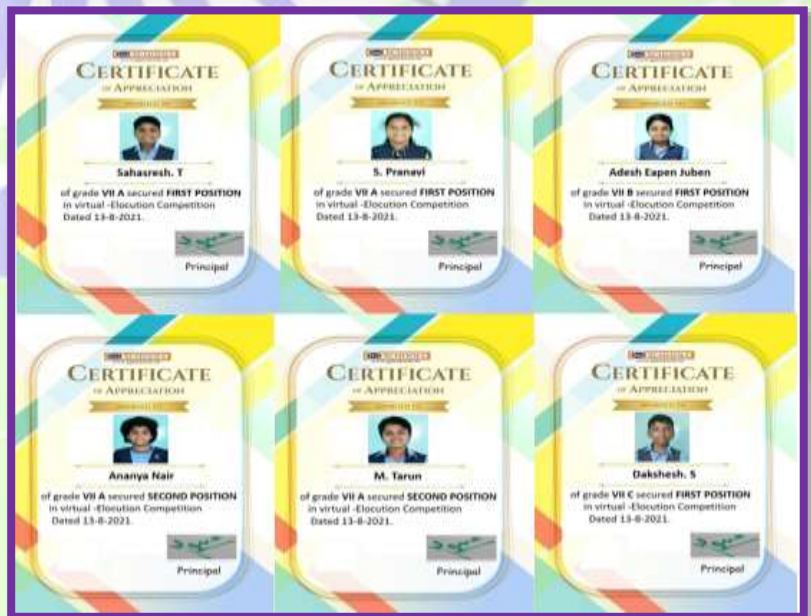 CERTIFICATE
OF APPRECIATION
Sahasresh. T
of grade VII A secured FIRST POSITION
in virtual -Elocution Competition
Dated 13-8-2021.
Principal
CERTIFICATE
OF APPRECIATION
S. Pranavi
of grade VII A secured FIRST POSITION
in virtual -Elocution Competition
Dated 13-8-2021.
Principal
CERTIFICATE
OF APPRECIATION
Adesh Eapen Juben
of grade VII B secured FIRST POSITION
in virtual -Elocution Competition
Dated 13-8-2021.
Principal
CERTIFICATE
OF APPRECIATION
Ananya Nair
of grade VII A secured SECOND POSITION
in virtual -Elocution Competition
Dated 13-8-2021.
Principal
CERTIFICATE
OF APPRECIATION
M. Tarun
of grade VII A secured SECOND POSITION
in virtual -Elocution Competition
Dated 13-8-2021.
Principal
CERTIFICATE
OF APPRECIATION
Dakshesh. S
of grade VII C secured FIRST POSITION
in virtual -Elocution Competition
Dated 13-8-2021.
Principal